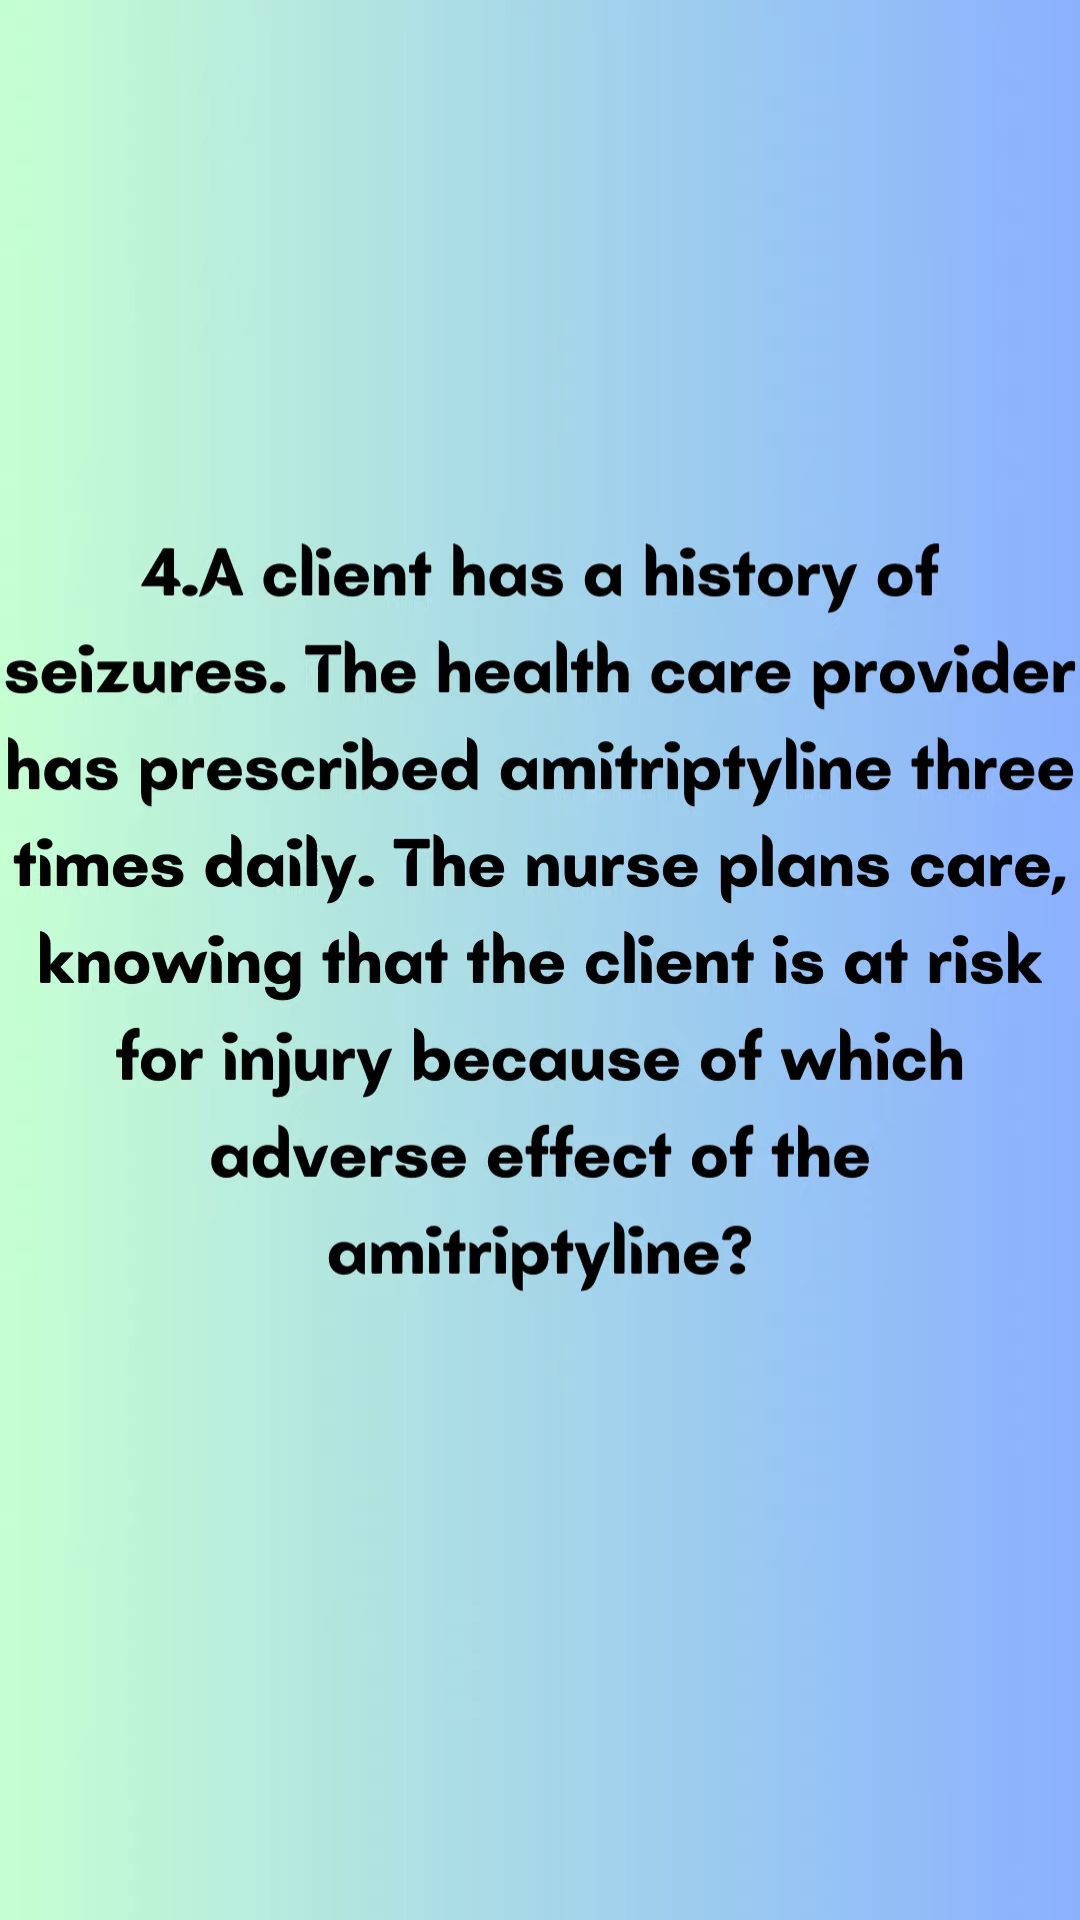 4.A client has a history of
seizures. The health care provider
has prescribed amitriptyline three
times daily. The nurse plans care,
knowing that the client is at risk
for injury because of which
adverse effect of the
amitriptyline?